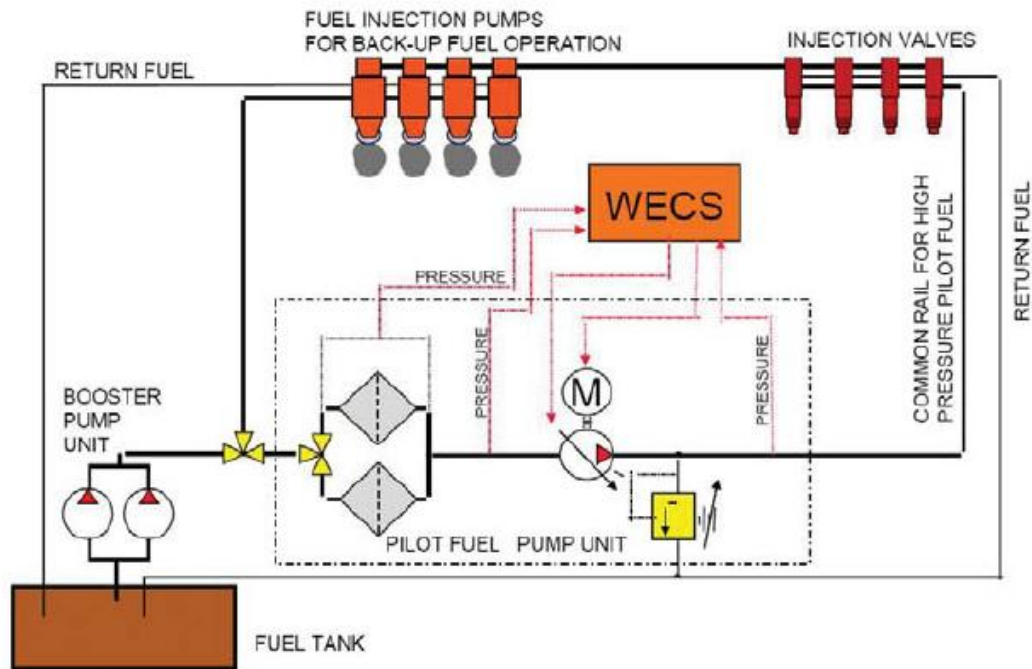 FUEL INJECTION PUMPS
FOR BACK-UP FUEL OPERATION
INJECTION VALVES
RETURN FUEL
WECS
PRESSURE
PRESSURE
PRESSURE
COMMON RAIL FOR HIGH
PRESSURE PILOT FUEL
RETURN FUEL
BOOSTER
PUMP
UNIT
M
PILOT FUEL PUMP UNIT
FUEL TANK